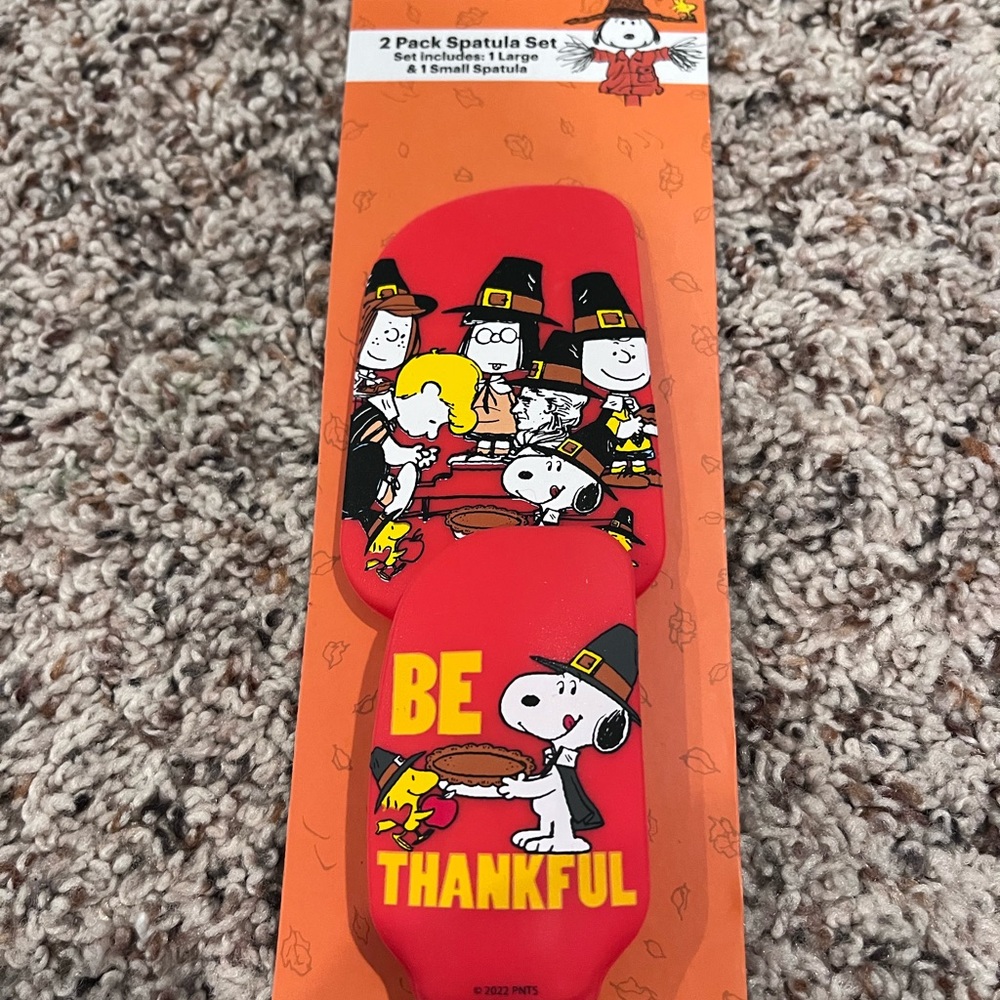 2 Pack Spatula Set
Set includes: 1 Large
& 1 Small Spatula
BE
THANKFUL
© 2022 PNTS